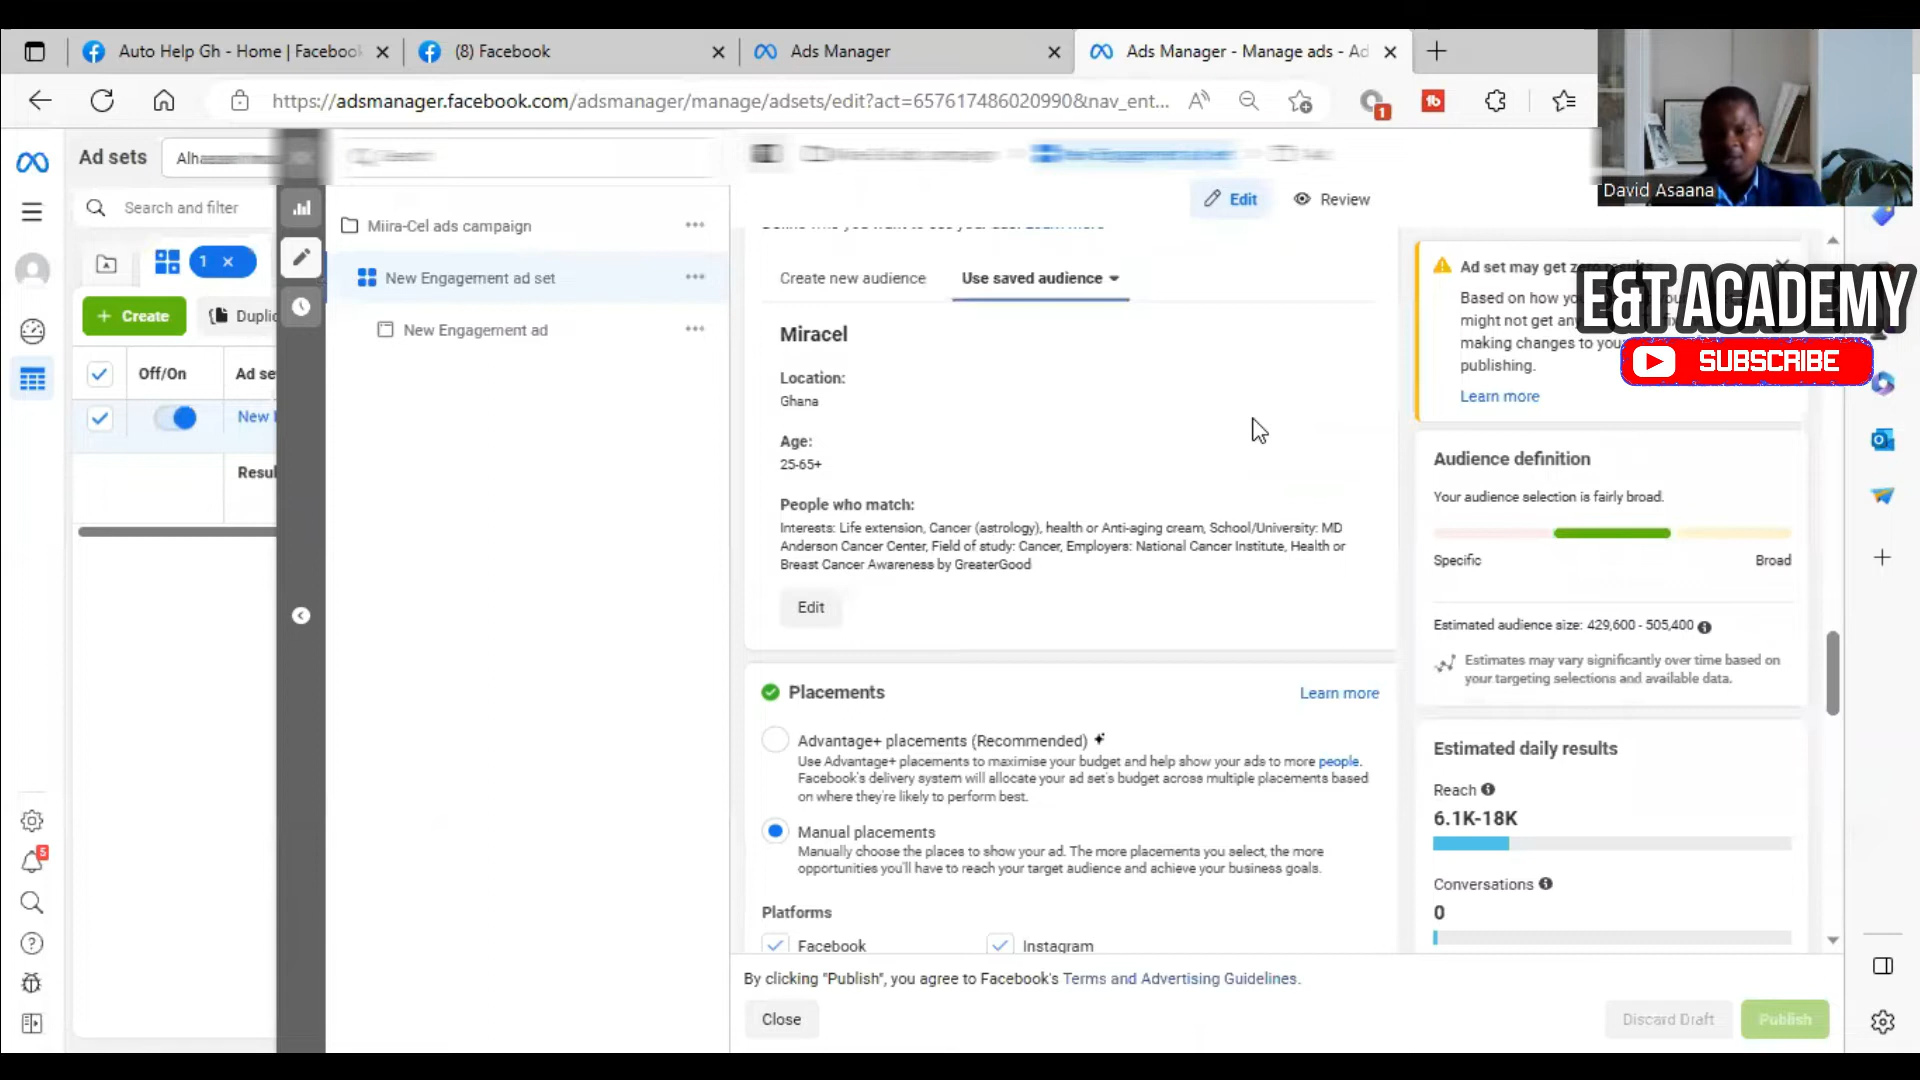 Auto Help Gh - Home | Facebook
(8) Facebook
Ads Manager
Ads Manager - Manage ads - Ad
https://adsmanager.facebook.com/adsmanager/manage/adsets/edit?act=657617486020990&nav_ent...
1
David Asaana
Ad sets
Search and filter
1
Create
Duplic
Off/On
Ad se
New
Resul
5
Miira-Cel ads campaign
New Engagement ad set
New Engagement ad
Edit
Review
Create new audience
Use saved audience
Miracel
Location:
Ghana
Age:
25-65+
People who match:
Interests: Life extension, Cancer (astrology), health or Anti-aging cream, School/University: MD
Anderson Cancer Center, Field of study: Cancer, Employers: National Cancer Institute, Health or
Breast Cancer Awareness by GreaterGood
Edit
Placements
Learn more
Advantage+ placements (Recommended)
Use Advantage+ placements to maximise your budget and help show your ads to more people.
Facebook's delivery system will allocate your ad set's budget across multiple placements based
on where they're likely to perform best.
Manual placements
Manually choose the places to show your ad. The more placements you select, the more
opportunities you'll have to reach your target audience and achieve your business goals.
Platforms
Facebook
Instagram
By clicking "Publish", you agree to Facebook's Terms and Advertising Guidelines.
Close
Discard Draft
Publish
Ad set may get zero results
Based on how yo
might not get any
making changes to you
publishing.
Learn more
E&T ACADEMY
SUBSCRIBE
Audience definition
Your audience selection is fairly broad.
Specific
Broad
Estimated audience size: 429,600 - 505,400
Estimates may vary significantly over time based on
your targeting selections and available data.
Estimated daily results
Reach
6.1K-18K
Conversations
0